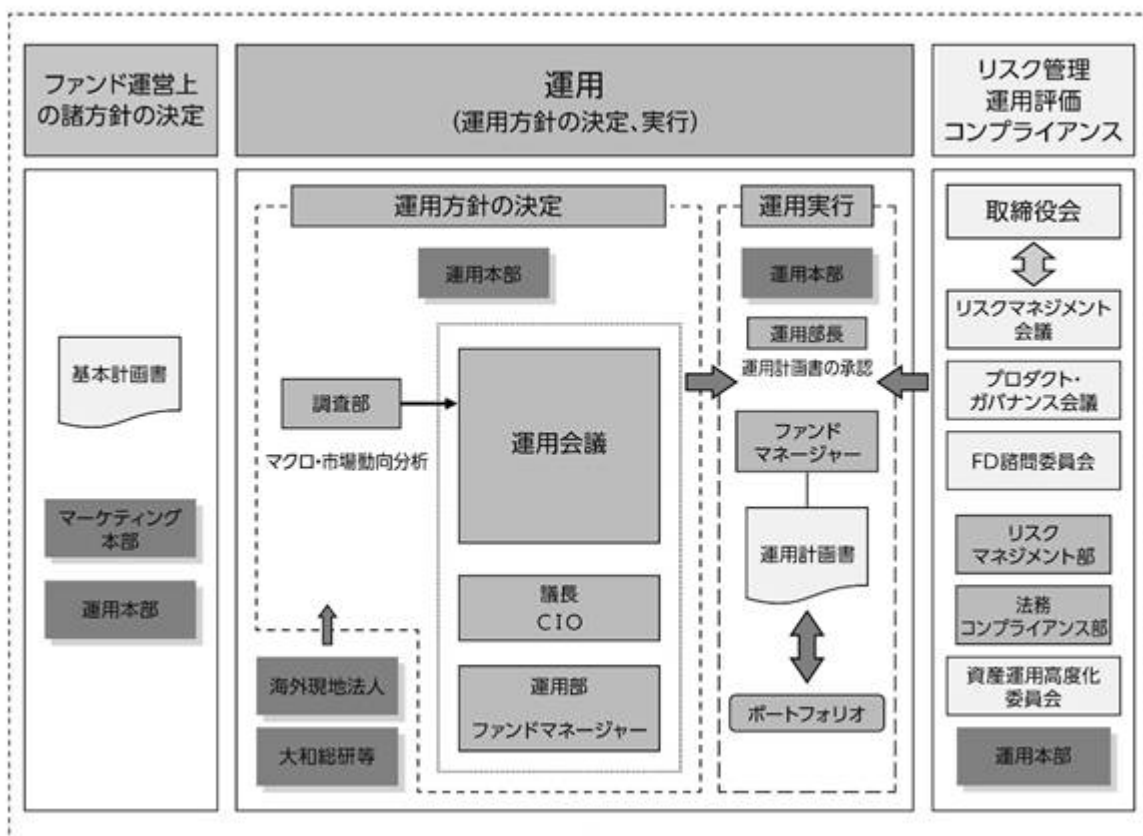 ファンド運営上
の諸方針の決定
運用
(運用方針の決定、実行)
リスク管理
運用評価
コンプライアンス
基本計画書
マーケティング
本部
運用本部
運用方針の決定
運用本部
調査部
マクロ・市場動向分析
運用会議
議長
CIO
運用部
ファンドマネージャー
海外現地法人
大和総研等
運用実行
運用本部
運用部長
運用計画書の承認
ファンド
マネージャー
運用計画書
ポートフォリオ
取締役会
リスクマネジメント
会議
プロダクト・
ガバナンス会議
FD諮問委員会
リスク
マネジメント部
法務
コンプライアンス部
資産運用高度化
委員会
運用本部